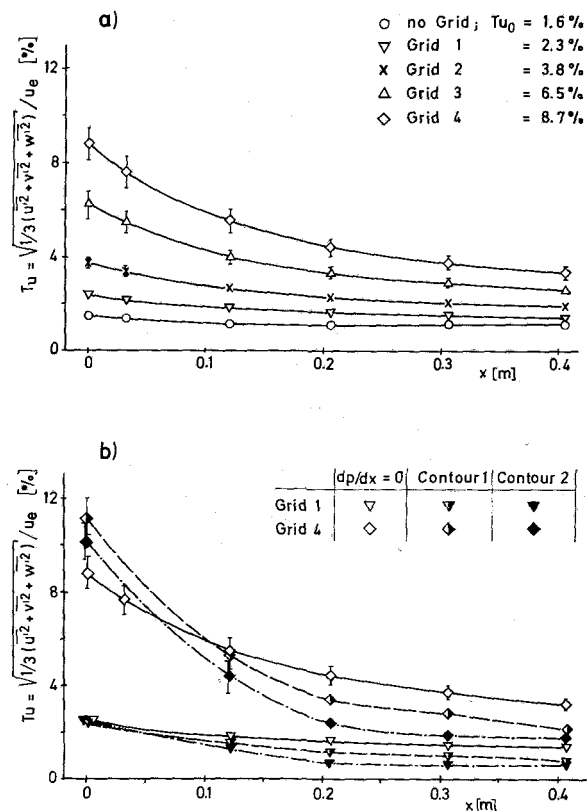 a)
no Grid; Tu₀ = 1.6 %
Grid 1 = 2.3 %
Grid 2 = 3.8 %
Grid 3 = 6.5 %
Grid 4 = 8.7 %
Tu = √1/3 (u'² + v'² + w'²) / uₑ [%]
12
8
4
0
0 0.1 0.2 0.3 0.4
x [m]
b)
dp/dx = 0 Contour 1 Contour 2
Grid 1
Grid 4
Tu = √1/3 (u'² + v'² + w'²) / uₑ [%]
12
8
4
0
0 0.1 0.2 0.3 0.4
x [m]